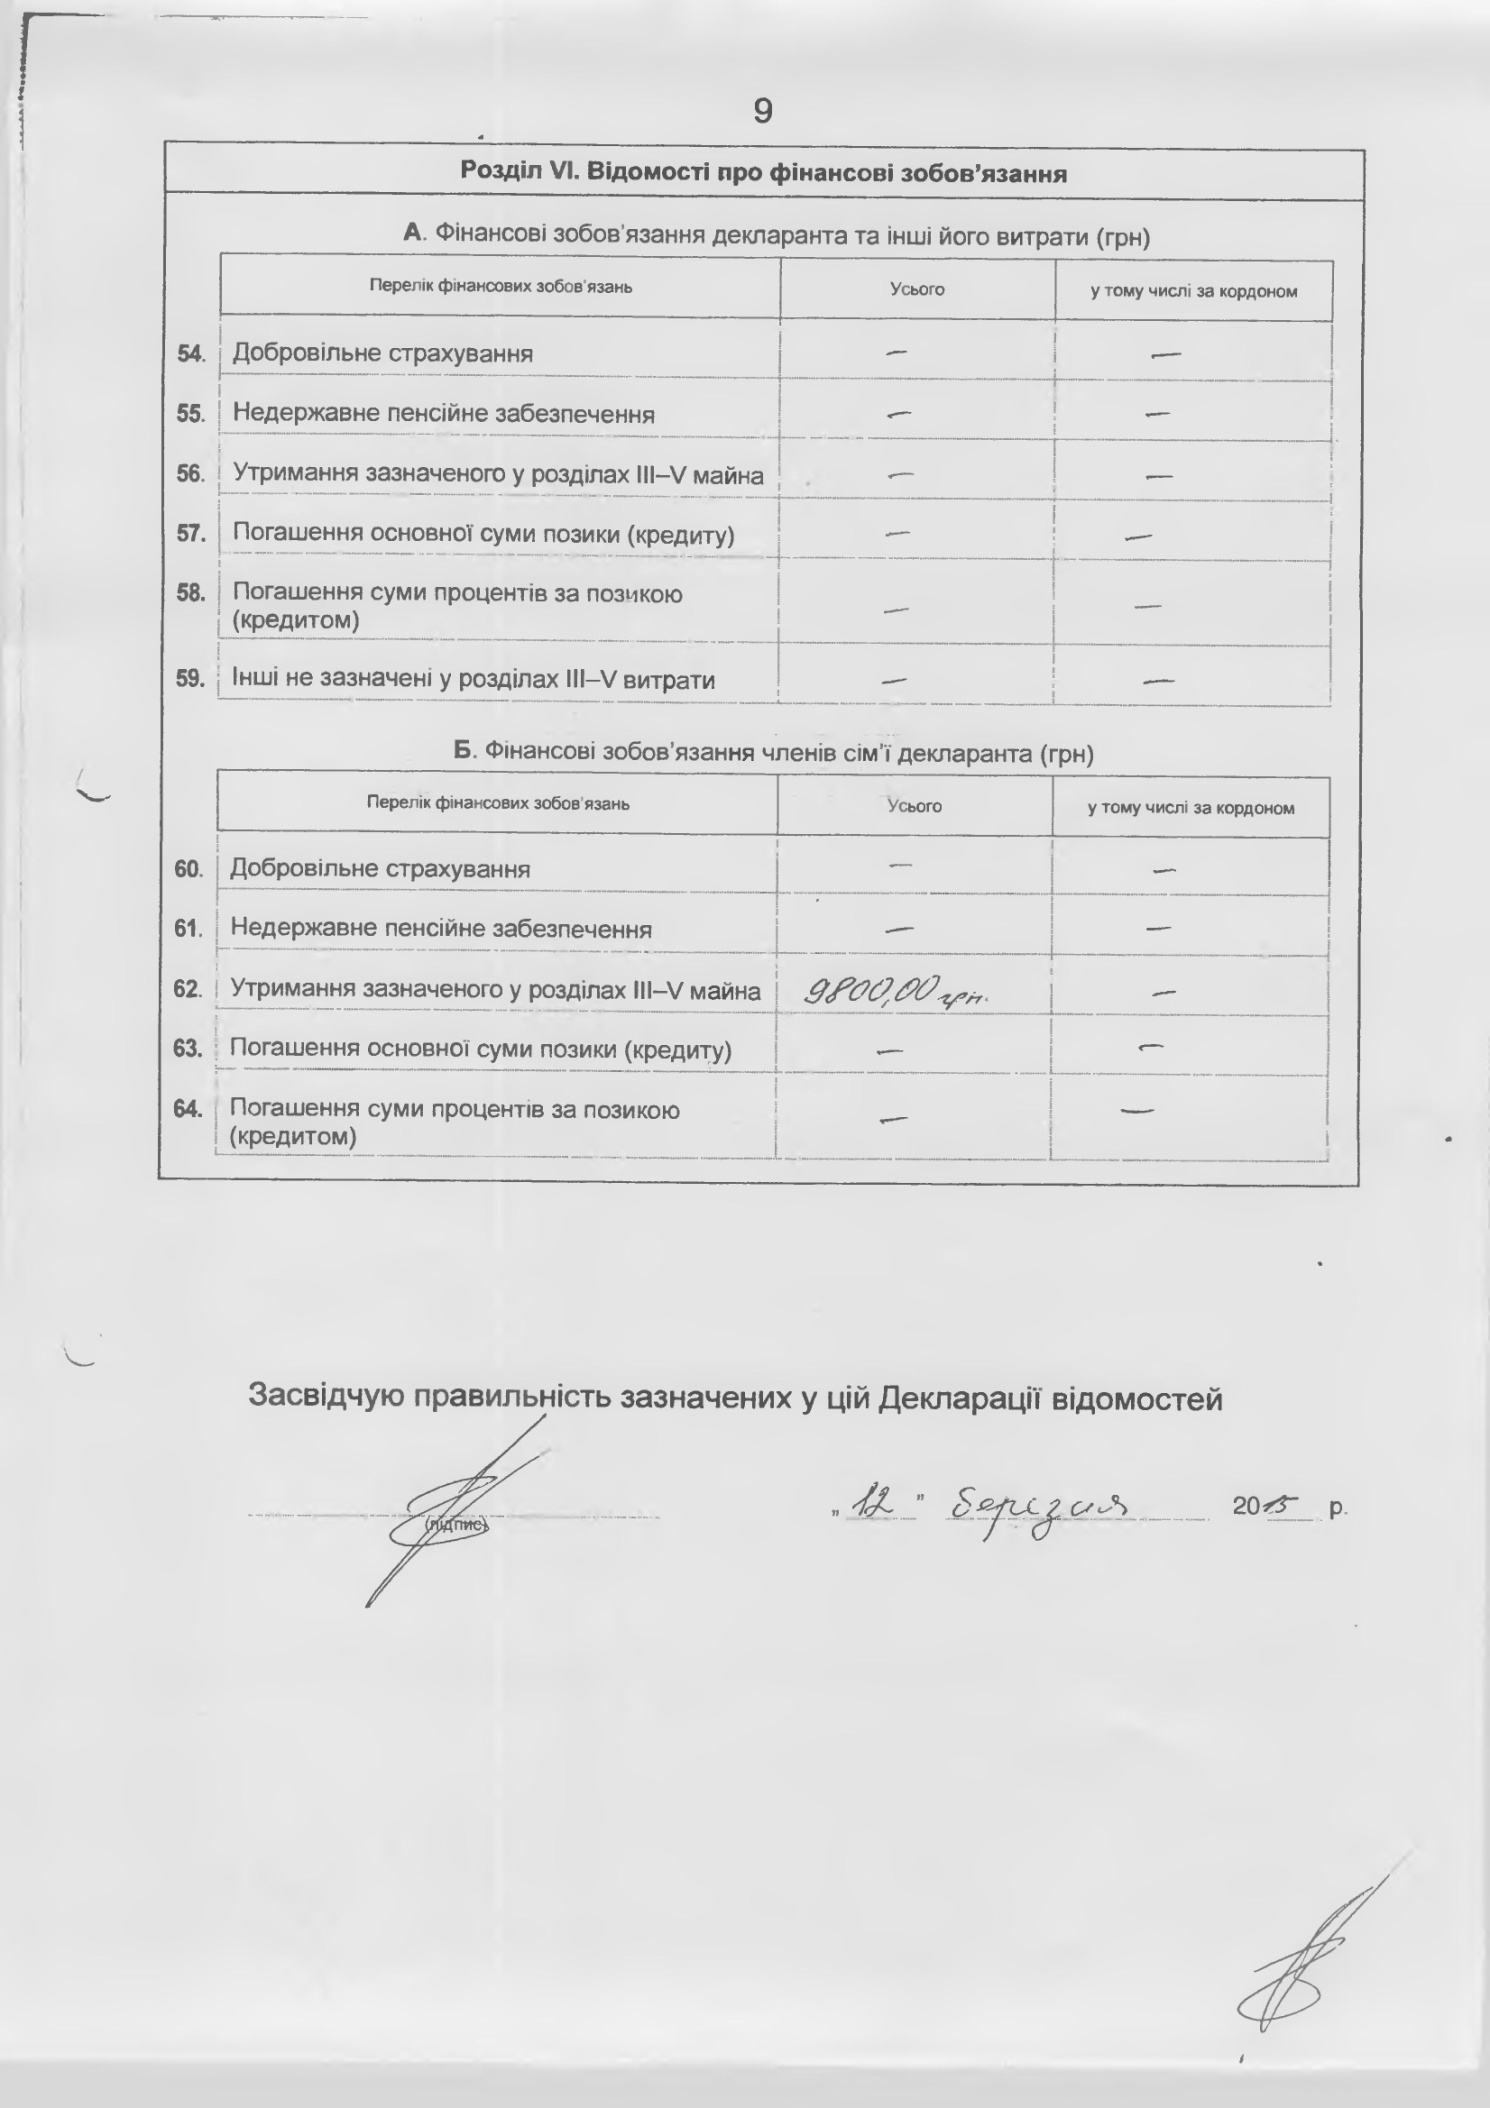 9
Розділ VI. Відомості про фінансові зобов'язання
А. Фінансові зобов'язання декларанта та інші його витрати (грн)
Перелік фінансових зобов'язань Усього у тому числі за кордоном
54. Добровільне страхування — —
55. Недержавне пенсійне забезпечення — —
56. Утримання зазначеного у розділах III–V майна — —
57. Погашення основної суми позики (кредиту) — —
58. Погашення суми процентів за позикою
(кредитом) — —
59. Інші не зазначені у розділах III–V витрати — —
Б. Фінансові зобов'язання членів сім'ї декларанта (грн)
Перелік фінансових зобов'язань Усього у тому числі за кордоном
60. Добровільне страхування — —
61. Недержавне пенсійне забезпечення — —
62. Утримання зазначеного у розділах III–V майна 9800,00 грн. —
63. Погашення основної суми позики (кредиту) — —
64. Погашення суми процентів за позикою
(кредитом) — —
Засвідчую правильність зазначених у цій Декларації відомостей
„ 12 " березня 2015 р.
(підпис)